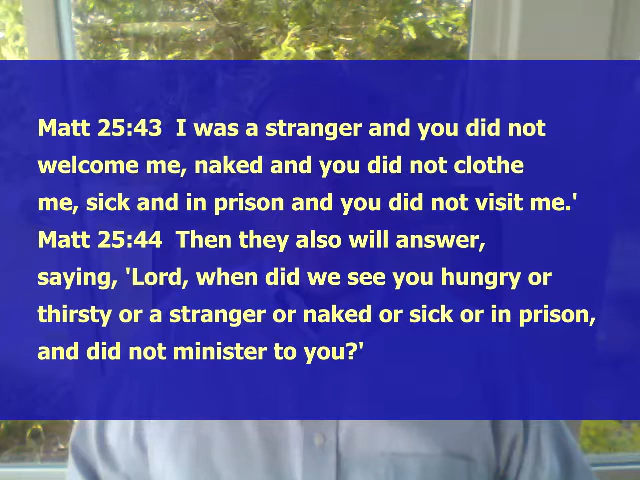 Matt 25:43  I was a stranger and you did not
welcome me, naked and you did not clothe
me, sick and in prison and you did not visit me.'
Matt 25:44  Then they also will answer,
saying, 'Lord, when did we see you hungry or
thirsty or a stranger or naked or sick or in prison,
and did not minister to you?'